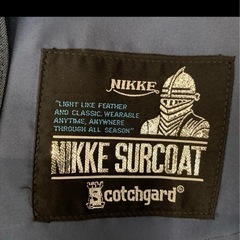 NIKKE
"LIGHT LIKE FEATHER
AND CLASSIC. WEARABLE
ANYTIME, ANYWHERE
THROUGH ALL SEASON"
NIKKE SURCOAT
Scotchgard®